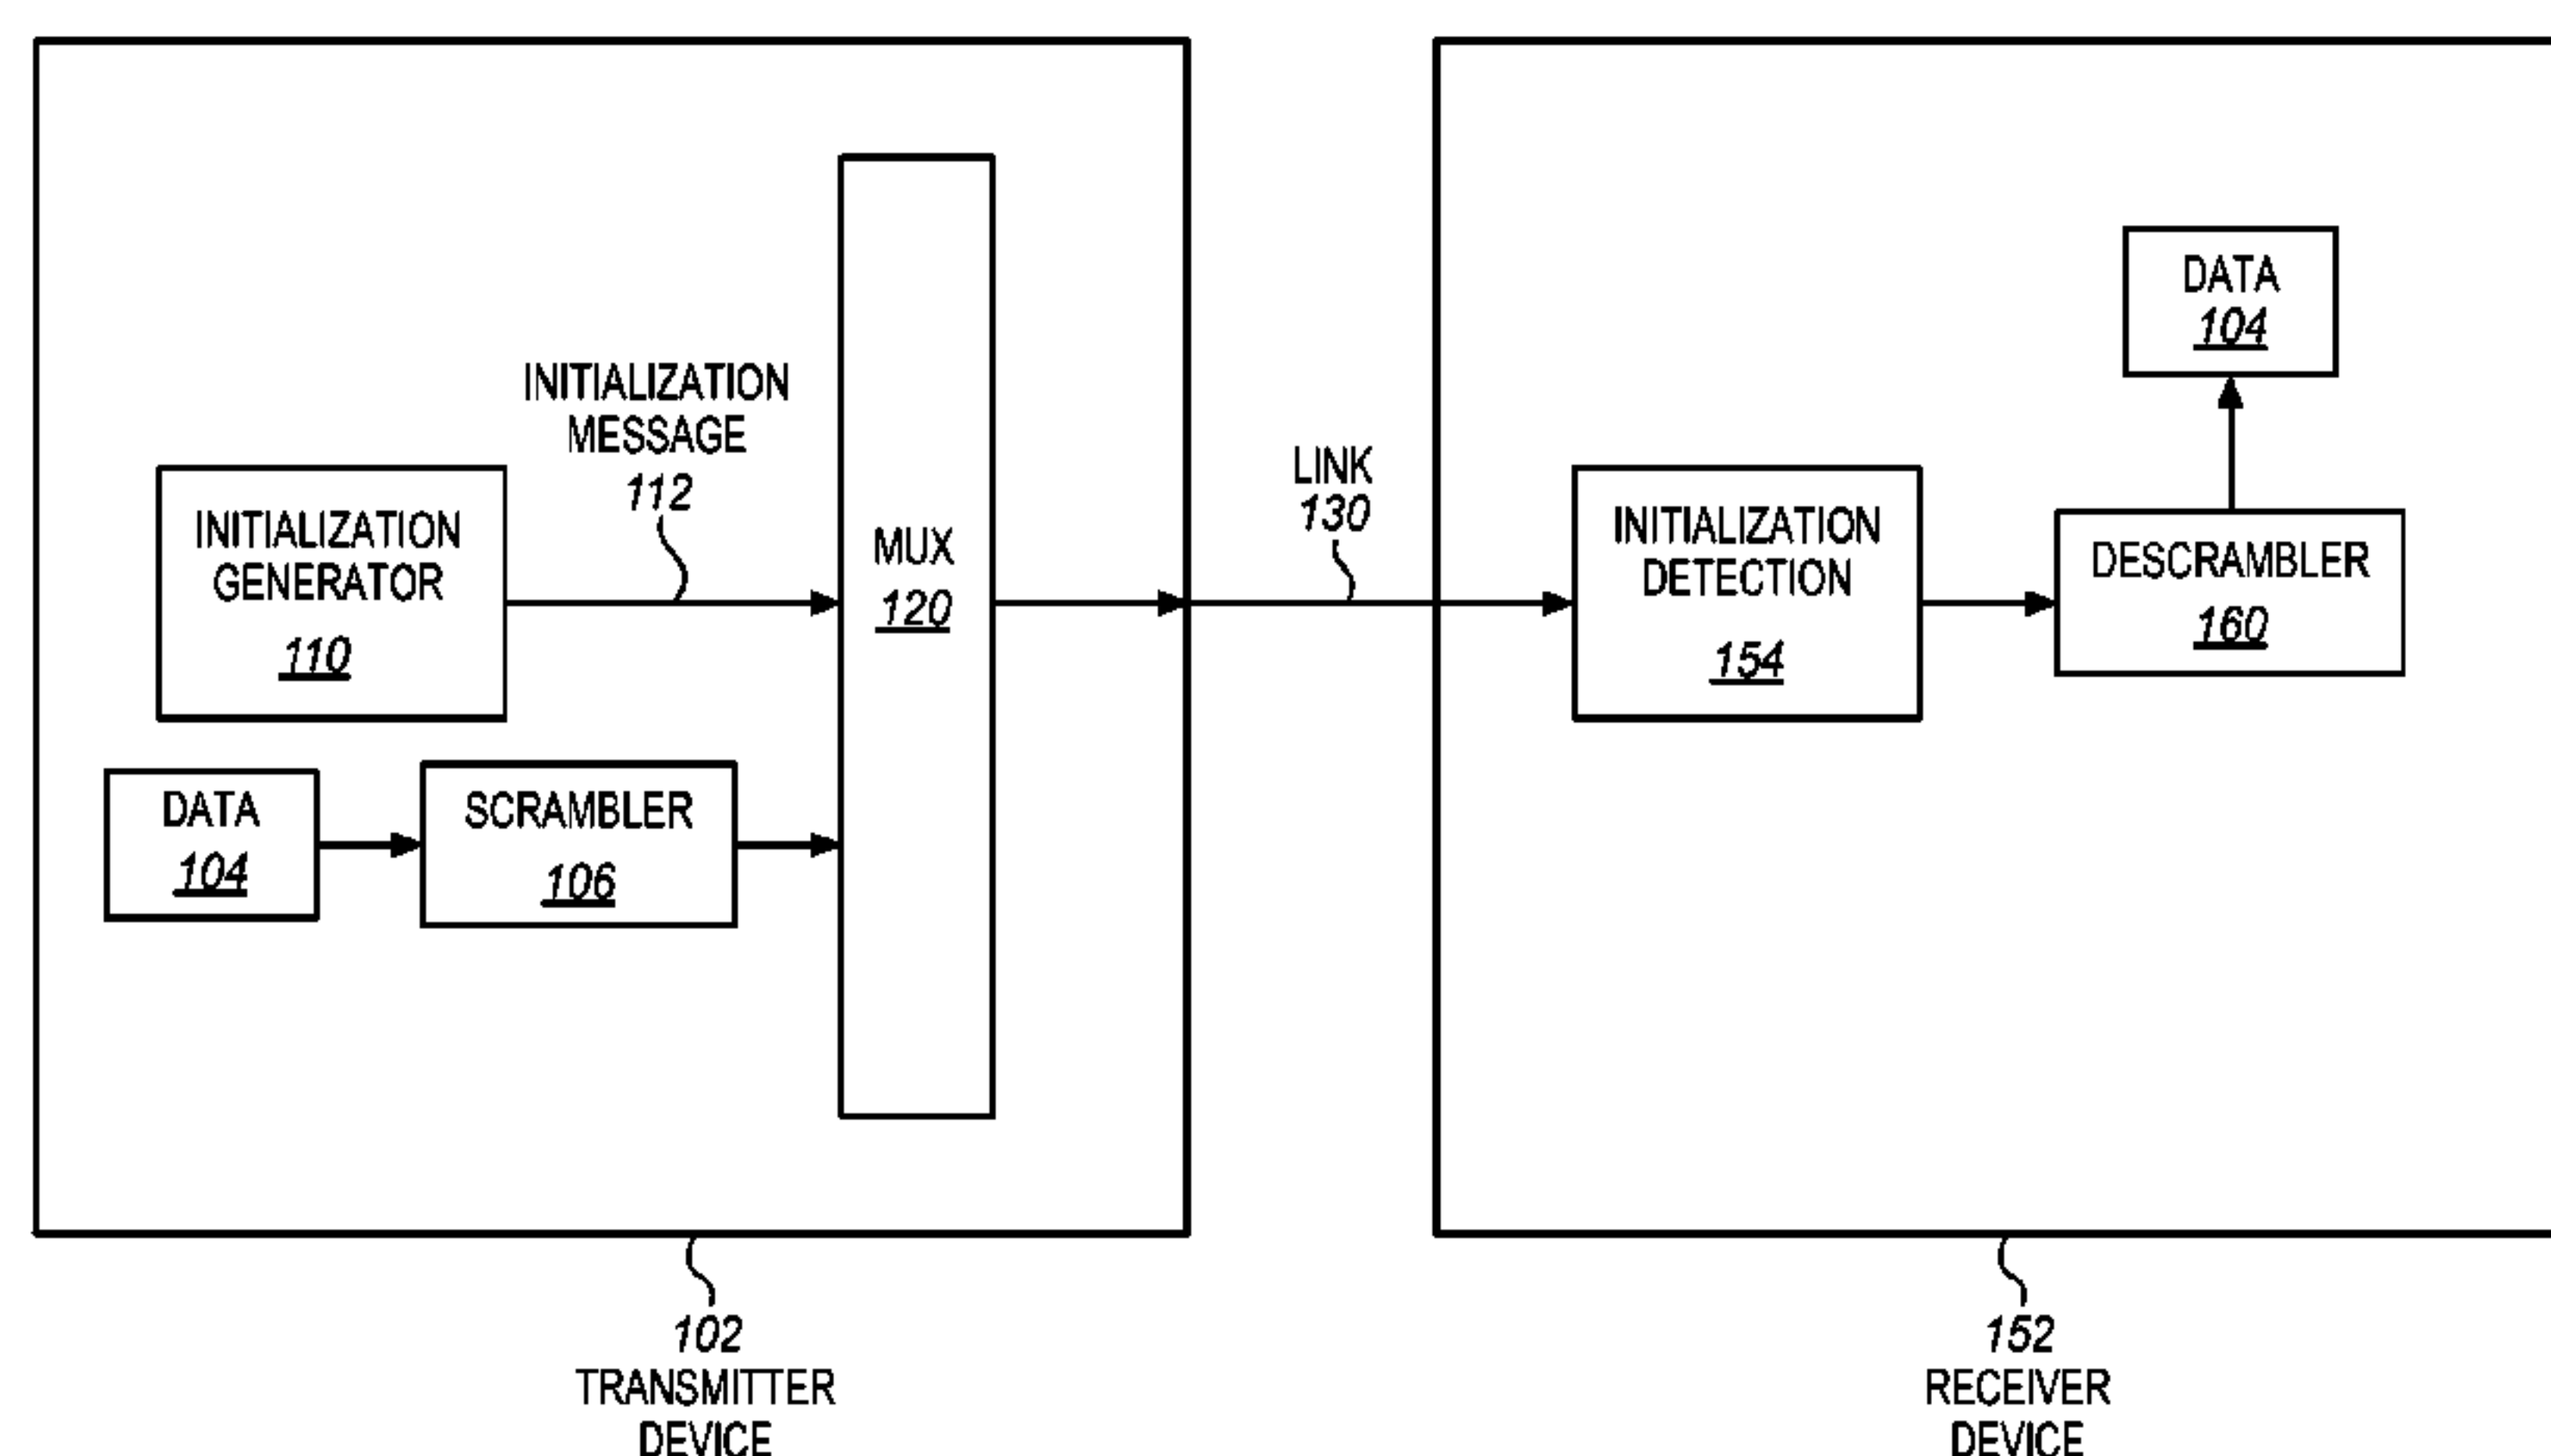 INITIALIZATION
MESSAGE
112
INITIALIZATION
GENERATOR
110
DATA
104
SCRAMBLER
106
MUX
120
LINK
130
INITIALIZATION
DETECTION
154
DESCRAMBLER
160
DATA
104
102
TRANSMITTER
DEVICE
152
RECEIVER
DEVICE